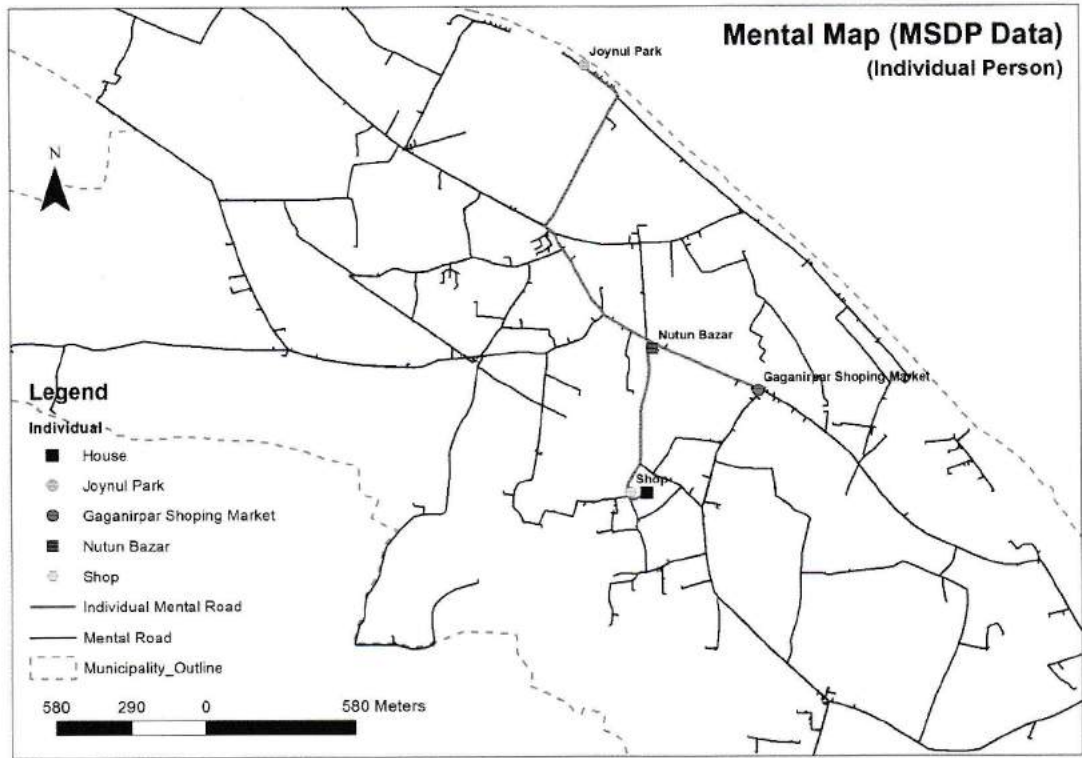 Mental Map (MSDP Data)
(Individual Person)
Joynul Park
N
Nutun Bazar
Gaganirpar Shoping Market
Shop
Legend
Individual
House
Joynul Park
Gaganirpar Shoping Market
Nutun Bazar
Shop
Individual Mental Road
Mental Road
Municipality_Outline
580 290 0 580 Meters